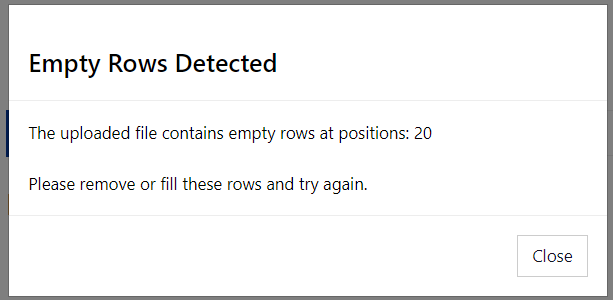 Empty Rows Detected
The uploaded file contains empty rows at positions: 20
Please remove or fill these rows and try again.
Close